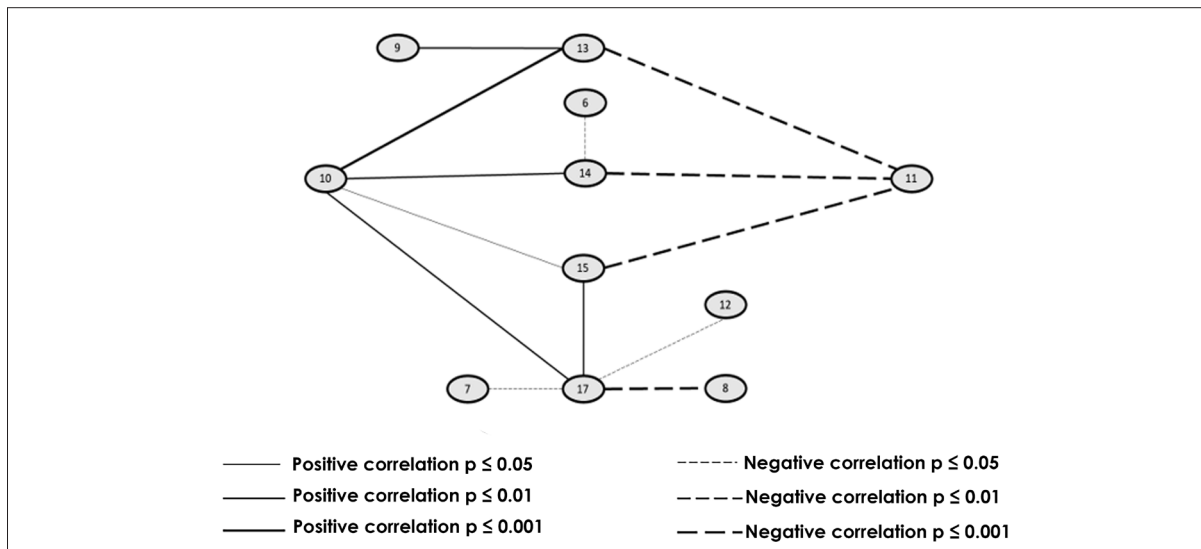 9
13
6
10
14
11
15
12
7
17
8
Positive correlation p ≤ 0.05
Negative correlation p ≤ 0.05
Positive correlation p ≤ 0.01
Negative correlation p ≤ 0.01
Positive correlation p ≤ 0.001
Negative correlation p ≤ 0.001